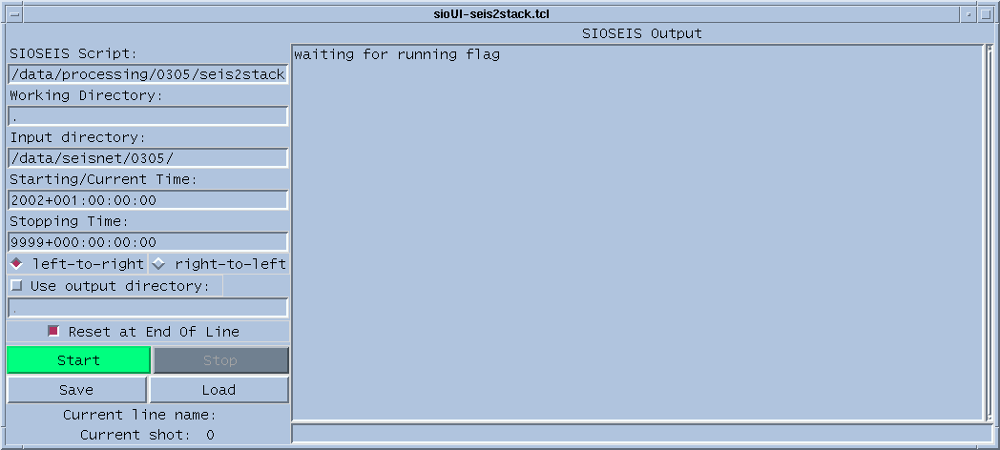 sioUI-seis2stack.tcl
SIOSEIS Output
SIOSEIS Script:
/data/processing/0305/seis2stack
Working Directory:
.
Input directory:
/data/seisnet/0305/
Starting/Current Time:
2002+001:00:00:00
Stopping Time:
9999+000:00:00:00
left-to-right right-to-left
Use output directory:
.
Reset at End Of Line
Start Stop
Save Load
Current line name:
Current shot: 0
waiting for running flag